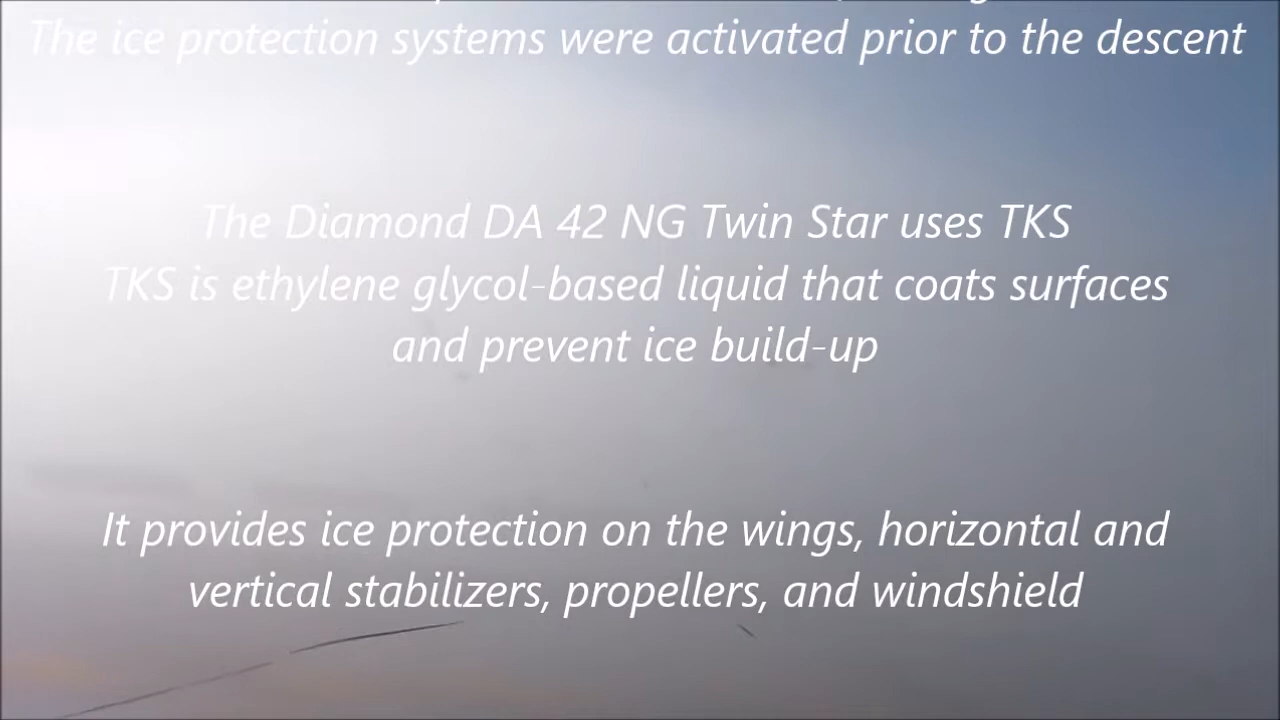 The ice protection systems were activated prior to the descent
The Diamond DA 42 NG Twin Star uses TKS
TKS is ethylene glycol-based liquid that coats surfaces
and prevent ice build-up
It provides ice protection on the wings, horizontal and
vertical stabilizers, propellers, and windshield